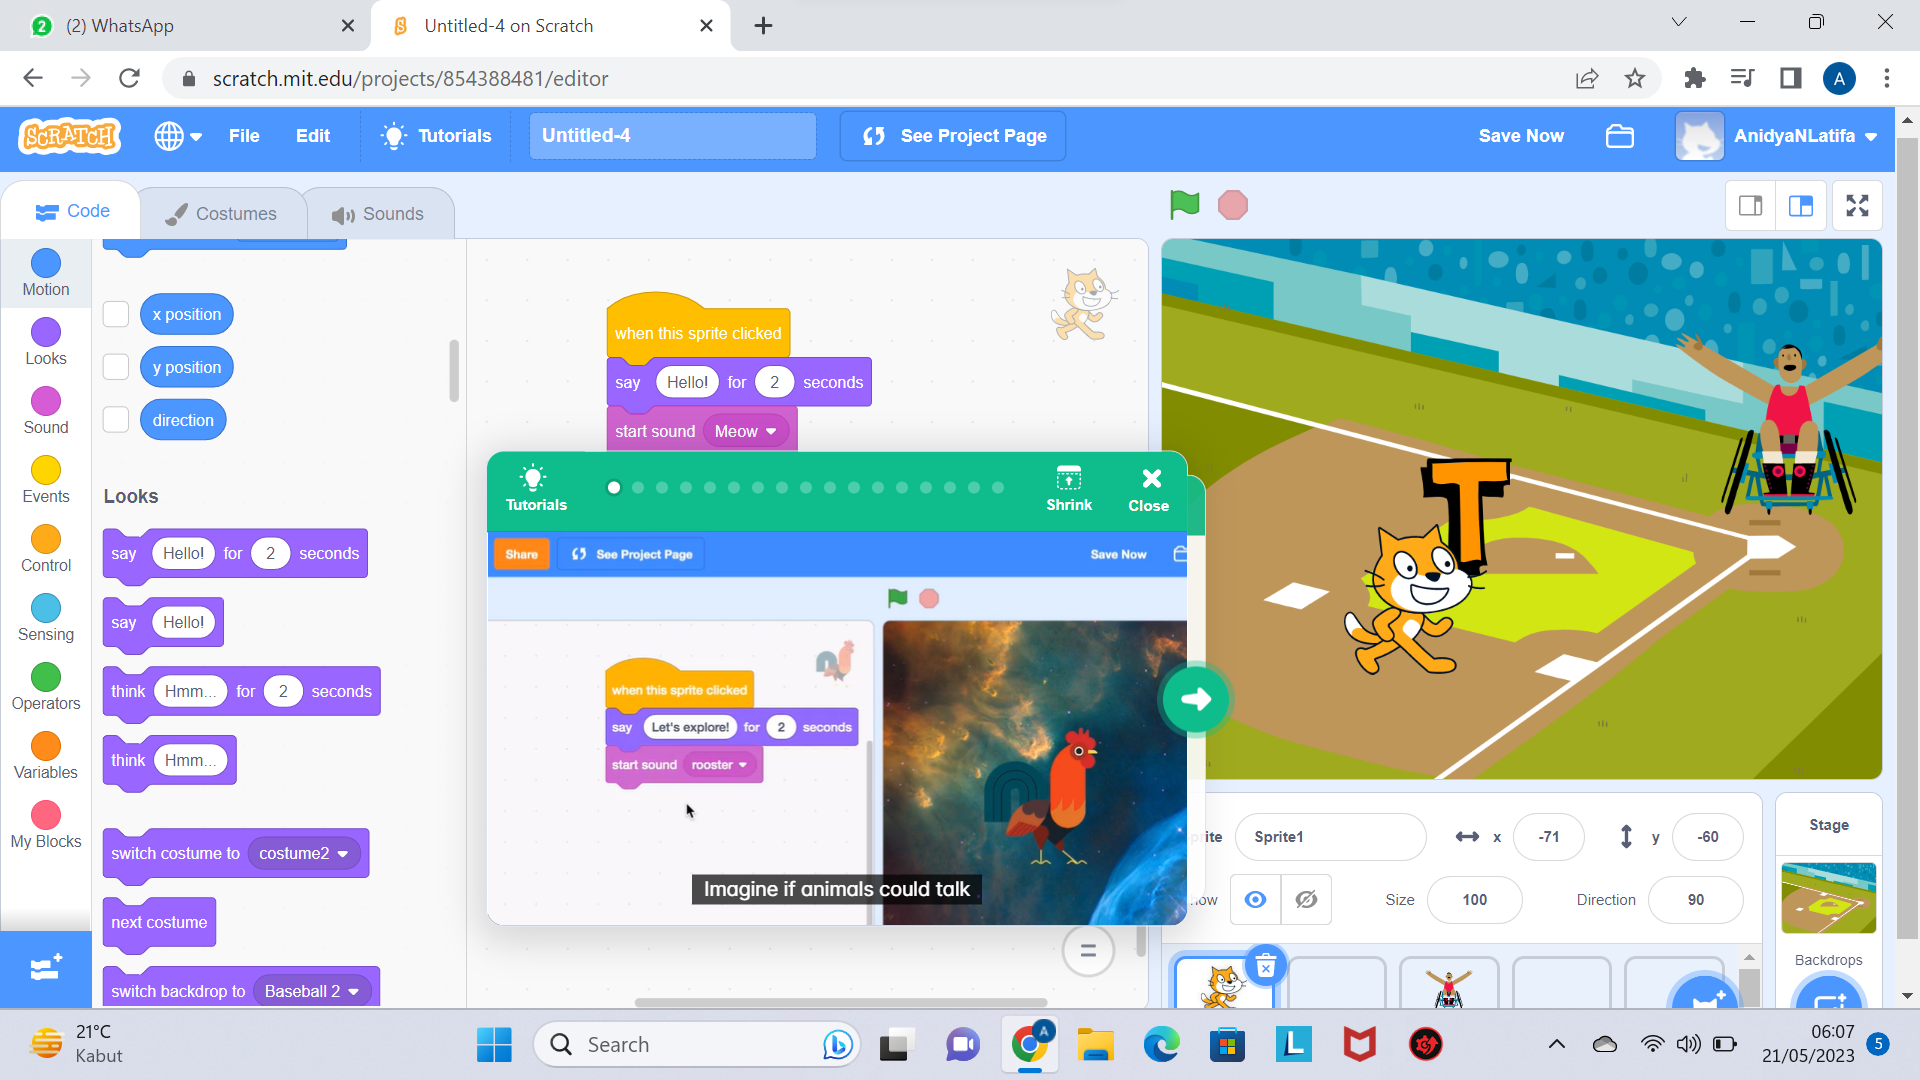 2 (2) WhatsApp
Untitled-4 on Scratch
scratch.mit.edu/projects/854388481/editor
A
SCRATCH
File
Edit
Tutorials
Untitled-4
See Project Page
Save Now
AnidyaNLatifa
Code
Costumes
Sounds
Motion
Looks
Sound
Events
Control
Sensing
Operators
Variables
My Blocks
x position
y position
direction
Looks
say Hello! for 2 seconds
say Hello!
think Hmm... for 2 seconds
think Hmm...
switch costume to costume2
next costume
switch backdrop to Baseball 2
when this sprite clicked
say Hello! for 2 seconds
start sound Meow
Tutorials
Shrink
Close
Share
See Project Page
Save Now
when this sprite clicked
say Let's explore! for 2 seconds
start sound rooster
Imagine if animals could talk
T
rite Sprite1 x -71 y -60
ow Size 100 Direction 90
Stage
Backdrops
21°C
Kabut
Search
A
L
06:07
21/05/2023
5